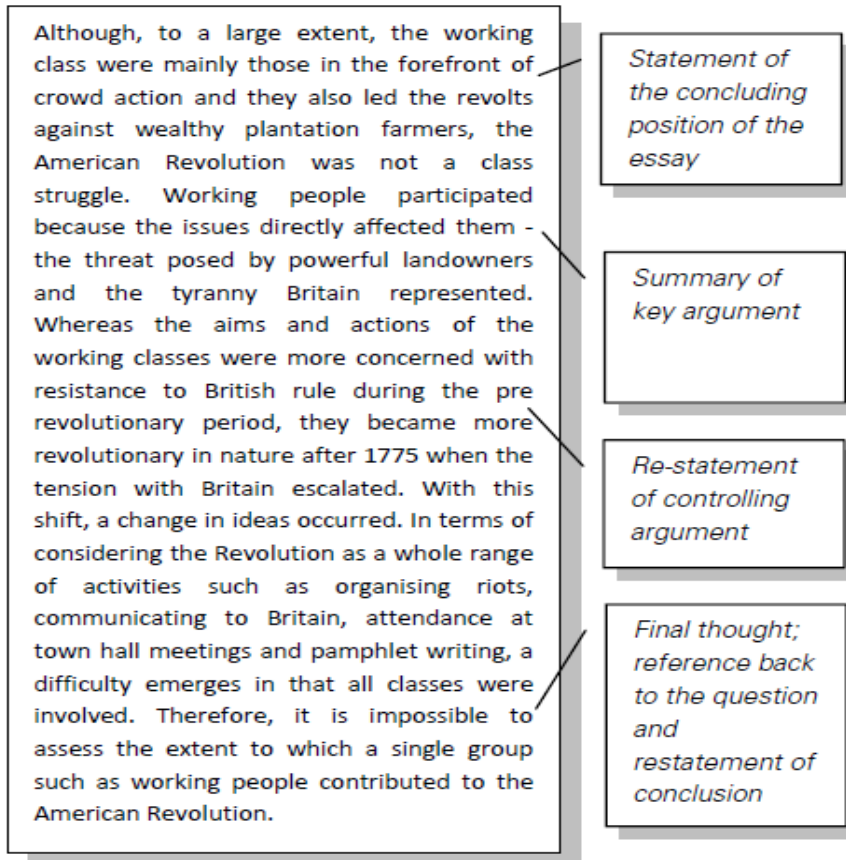 Although, to a large extent, the working
class were mainly those in the forefront of
crowd action and they also led the revolts
against wealthy plantation farmers, the
American Revolution was not a class
struggle. Working people participated
because the issues directly affected them -
the threat posed by powerful landowners
and the tyranny Britain represented.
Whereas the aims and actions of the
working classes were more concerned with
resistance to British rule during the pre
revolutionary period, they became more
revolutionary in nature after 1775 when the
tension with Britain escalated. With this
shift, a change in ideas occurred. In terms of
considering the Revolution as a whole range
of activities such as organising riots,
communicating to Britain, attendance at
town hall meetings and pamphlet writing, a
difficulty emerges in that all classes were
involved. Therefore, it is impossible to
assess the extent to which a single group
such as working people contributed to the
American Revolution.
Statement of
the concluding
position of the
essay
Summary of
key argument
Re-statement
of controlling
argument
Final thought;
reference back
to the question
and
restatement of
conclusion